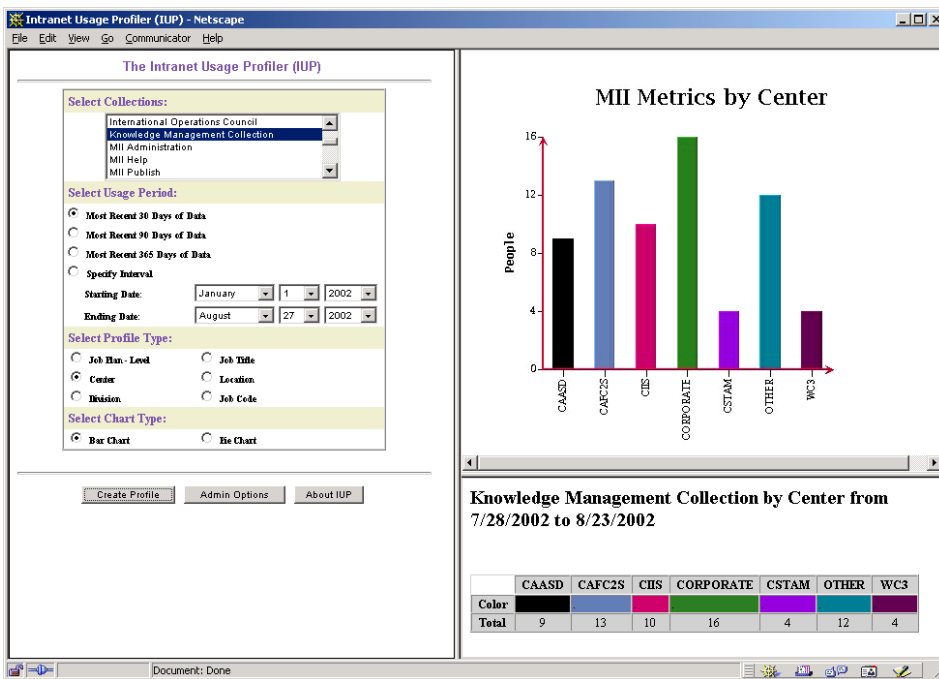 Intranet Usage Profiler (IUP) - Netscape
File Edit View Go Communicator Help
The Intranet Usage Profiler (IUP)
Select Collections:
International Operations Council
Knowledge Management Collection
MII Administration
MII Help
MII Publish
Select Usage Period:
Most Recent 30 Days of Data
Most Recent 90 Days of Data
Most Recent 365 Days of Data
Specify Interval
Starting Date: January 1 2002
Ending Date: August 27 2002
Select Profile Type:
Job Plan - Level Job Title
Center Location
Division Job Code
Select Chart Type:
Bar Chart Pie Chart
Create Profile Admin Options About IUP
MII Metrics by Center
People
16
12
8
4
0
CAASD CAFC2S CIIS CORPORATE CSTAM OTHER WC3
Knowledge Management Collection by Center from
7/28/2002 to 8/23/2002
CAASD CAFC2S CIIS CORPORATE CSTAM OTHER WC3
Color
Total 9 13 10 16 4 12 4
Document: Done